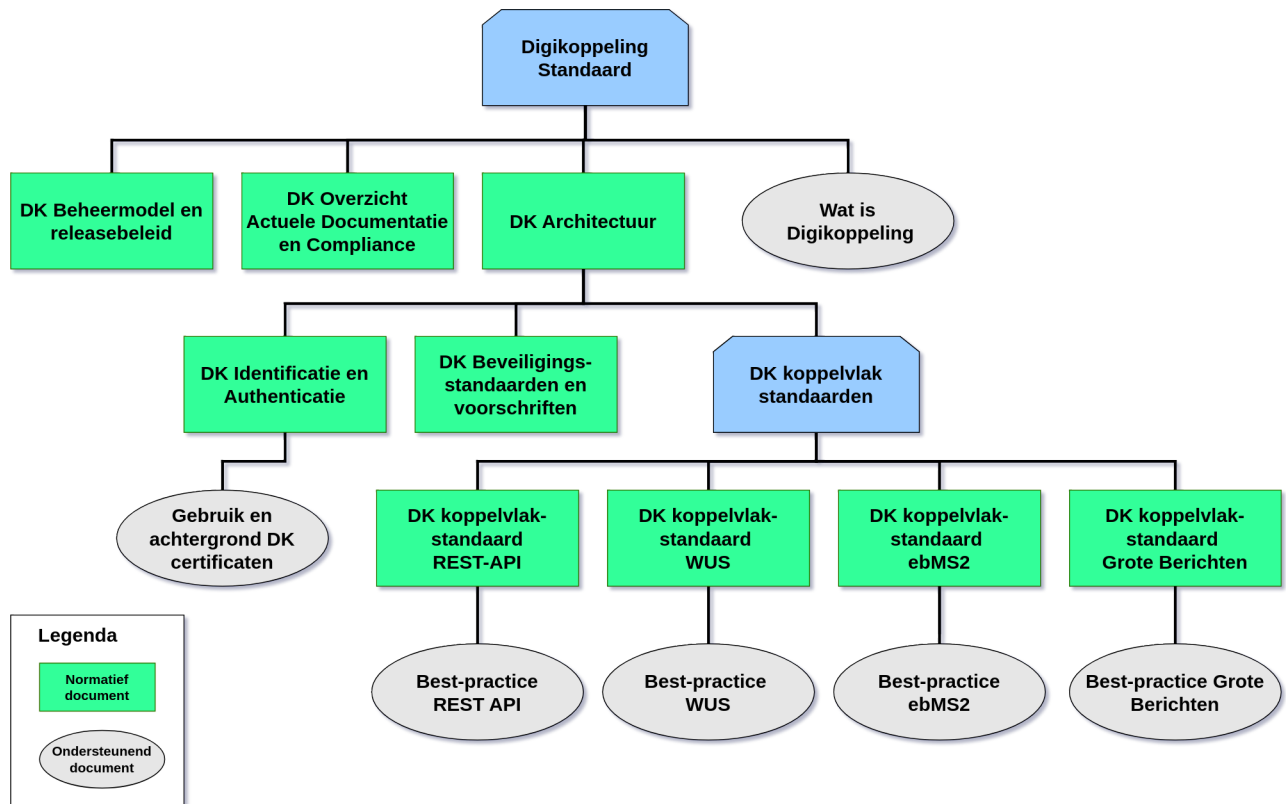 Digikoppeling
Standaard
DK Beheermodel en
releasebeleid
DK Overzicht
Actuele Documentatie
en Compliance
DK Architectuur
Wat is
Digikoppeling
DK Identificatie en
Authenticatie
DK Beveiligings-
standaarden en
voorschriften
DK koppelvlak
standaarden
Gebruik en
achtergrond DK
certificaten
DK koppelvlak-
standaard
REST-API
DK koppelvlak-
standaard
WUS
DK koppelvlak-
standaard
ebMS2
DK koppelvlak-
standaard
Grote Berichten
Best-practice
REST API
Best-practice
WUS
Best-practice
ebMS2
Best-practice Grote
Berichten
Legenda
Normatief
document
Ondersteunend
document